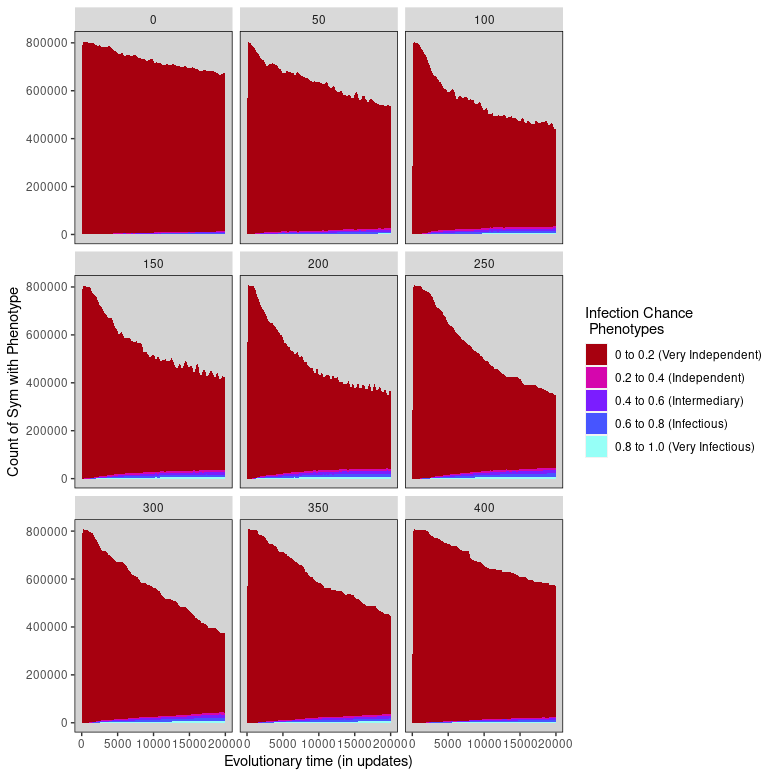 0 50 100
800000
600000
400000
200000
0
150 200 250
800000
600000
400000
200000
0
300 350 400
800000
600000
400000
200000
0
0 5000 10000 15000 20000 0 5000 10000 15000 20000 0 5000 10000 15000 20000
Evolutionary time (in updates)
Count of Sym with Phenotype
Infection Chance
Phenotypes
0 to 0.2 (Very Independent)
0.2 to 0.4 (Independent)
0.4 to 0.6 (Intermediary)
0.6 to 0.8 (Infectious)
0.8 to 1.0 (Very Infectious)